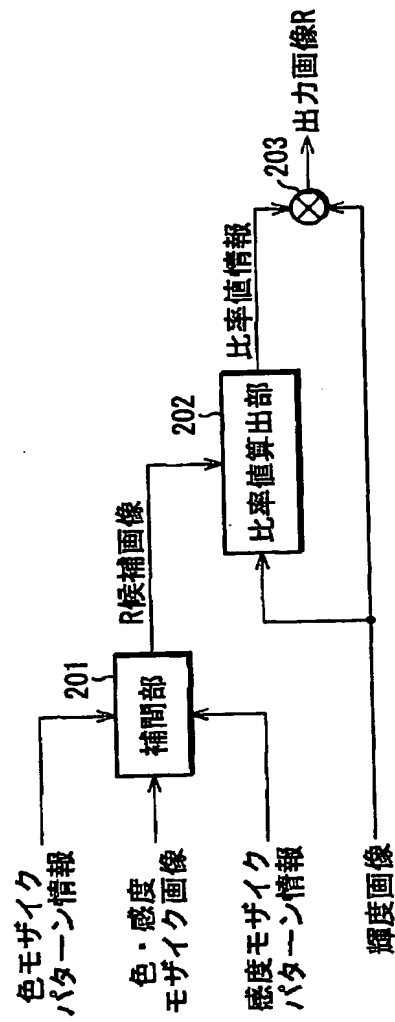 色モザイク
パターン情報
色・感度
モザイク画像
感度モザイク
パターン情報
輝度画像
201
補間部
R候補画像
202
比率値算出部
比率値情報
203
出力画像R